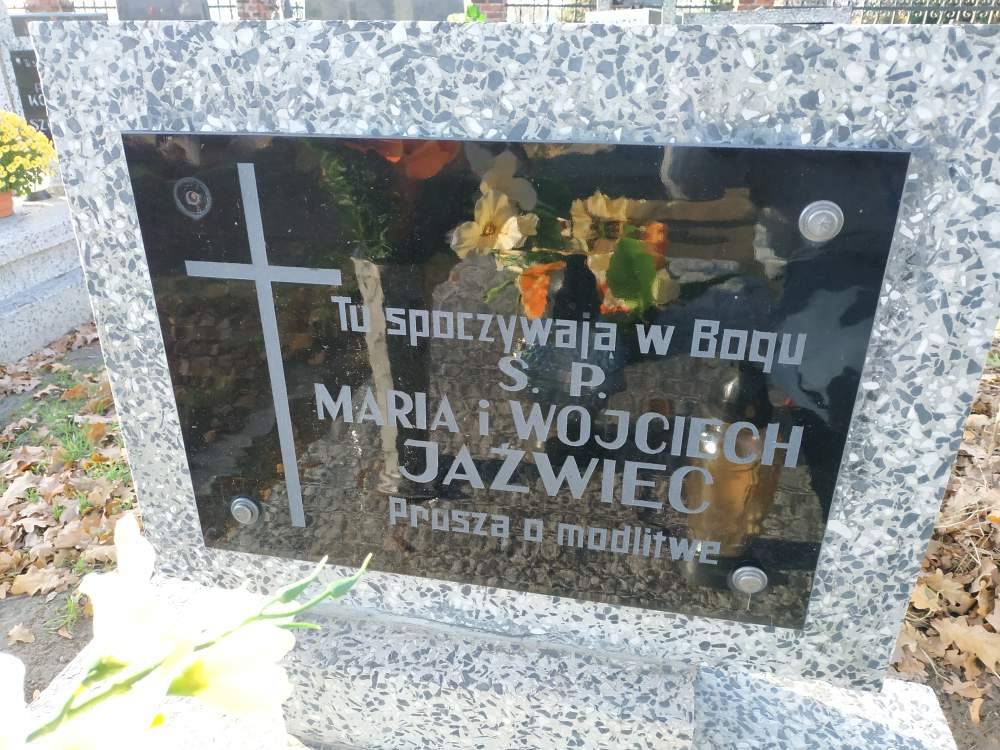 Tu spoczywają w Bogu
Ś. P.
MARIA i WOJCIECH
JAŹWIEC
Proszą o modlitwę